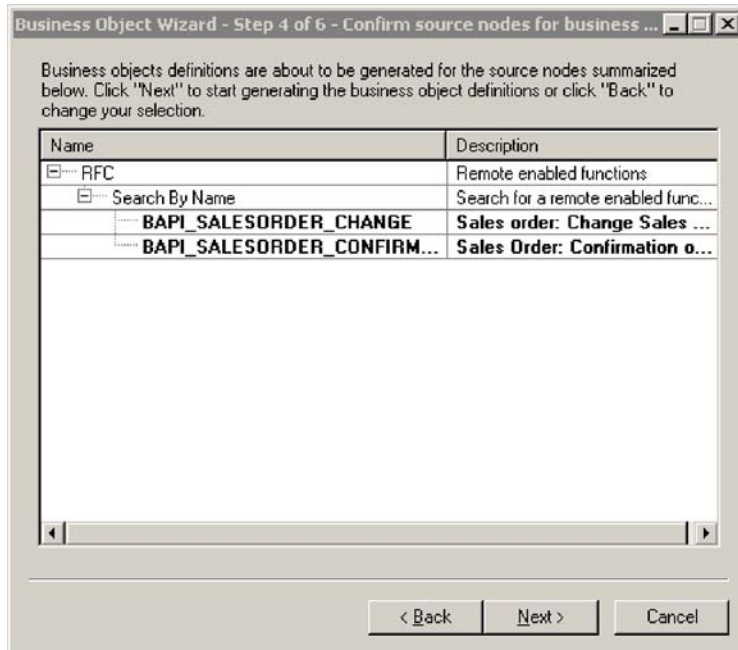 Business Object Wizard - Step 4 of 6 - Confirm source nodes for business ...
Business objects definitions are about to be generated for the source nodes summarized
below. Click "Next" to start generating the business object definitions or click "Back" to
change your selection.
Name Description
RFC Remote enabled functions
Search By Name Search for a remote enabled func...
BAPI_SALESORDER_CHANGE Sales order: Change Sales ...
BAPI_SALESORDER_CONFIRM... Sales Order: Confirmation o...
< Back Next > Cancel